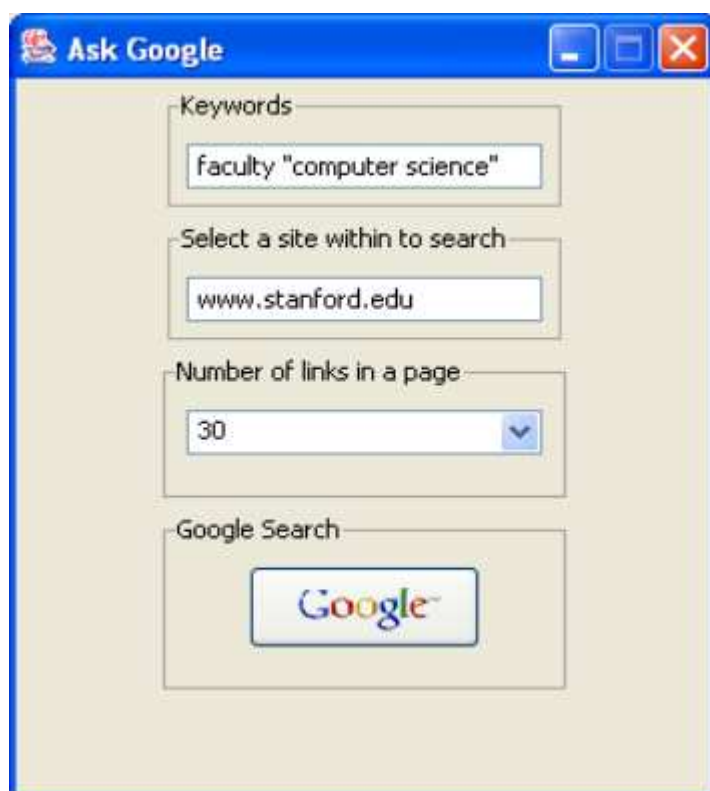 Ask Google
Keywords
faculty "computer science"
Select a site within to search
www.stanford.edu
Number of links in a page
30
Google Search
Google™